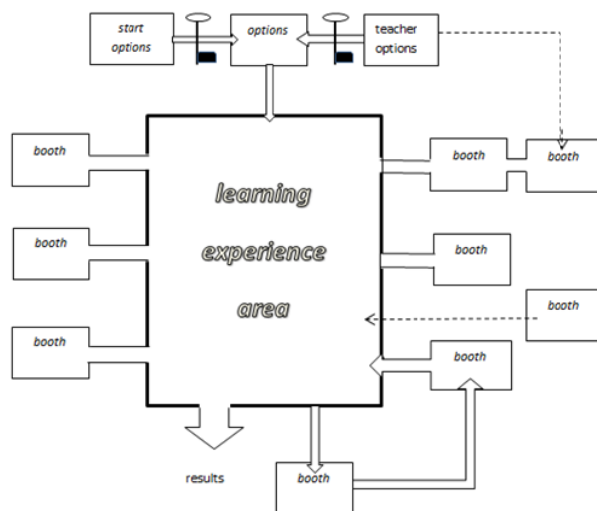 start
options
options
teacher
options
booth
booth
booth
learning
experience
area
booth
booth
booth
booth
booth
booth
results
booth